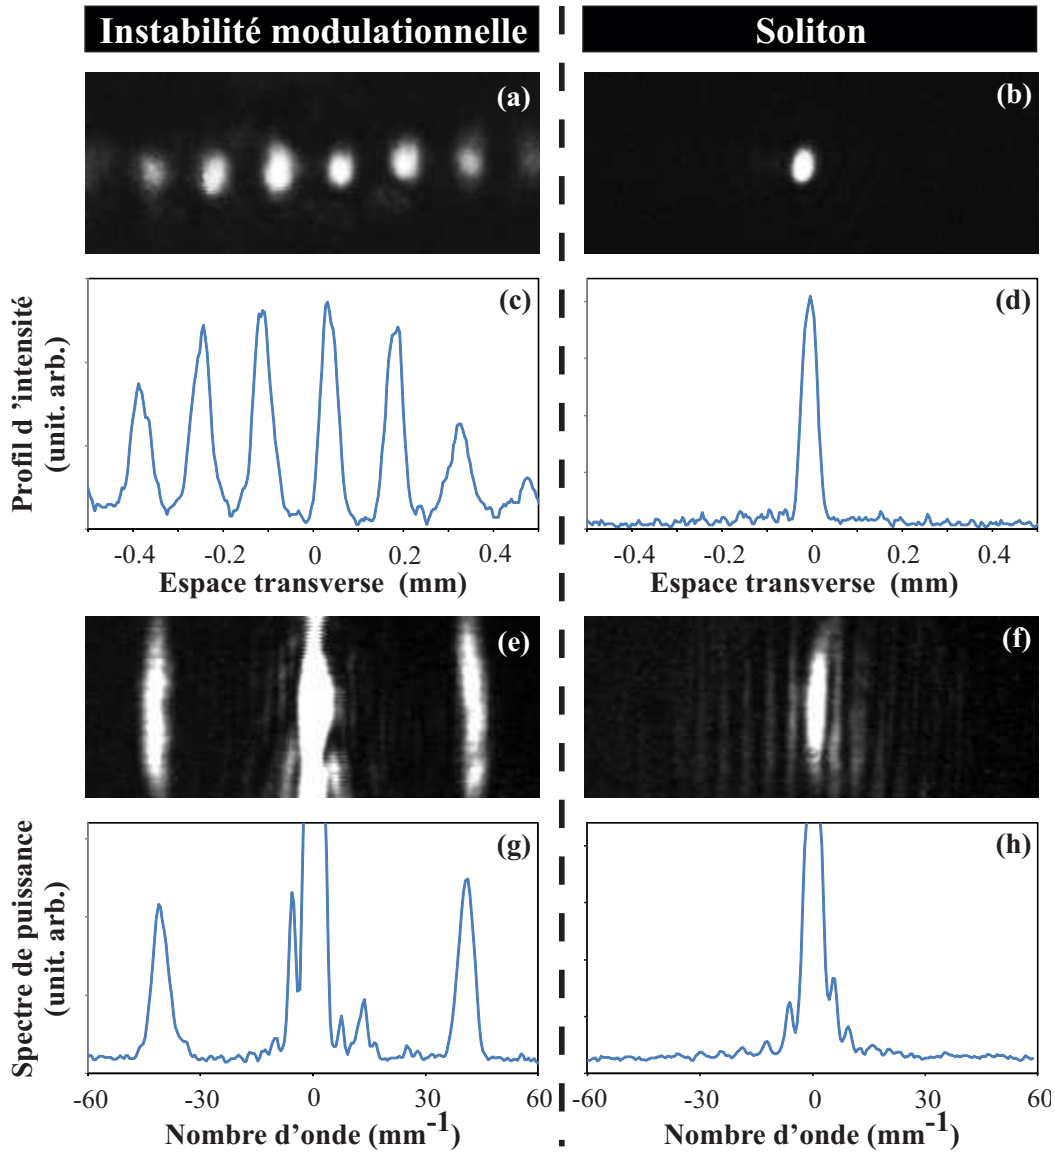 Instabilité modulationnelle
Soliton
(a)
(b)
Profil d ’intensité
(unit. arb.)
(c)
(d)
-0.4 -0.2 0 0.2 0.4
-0.4 -0.2 0 0.2 0.4
Espace transverse (mm)
Espace transverse (mm)
(e)
(f)
Spectre de puissance
(unit. arb.)
(g)
(h)
-60 -30 0 30 60
-60 -30 0 30 60
Nombre d’onde (mm-1)
Nombre d’onde (mm-1)